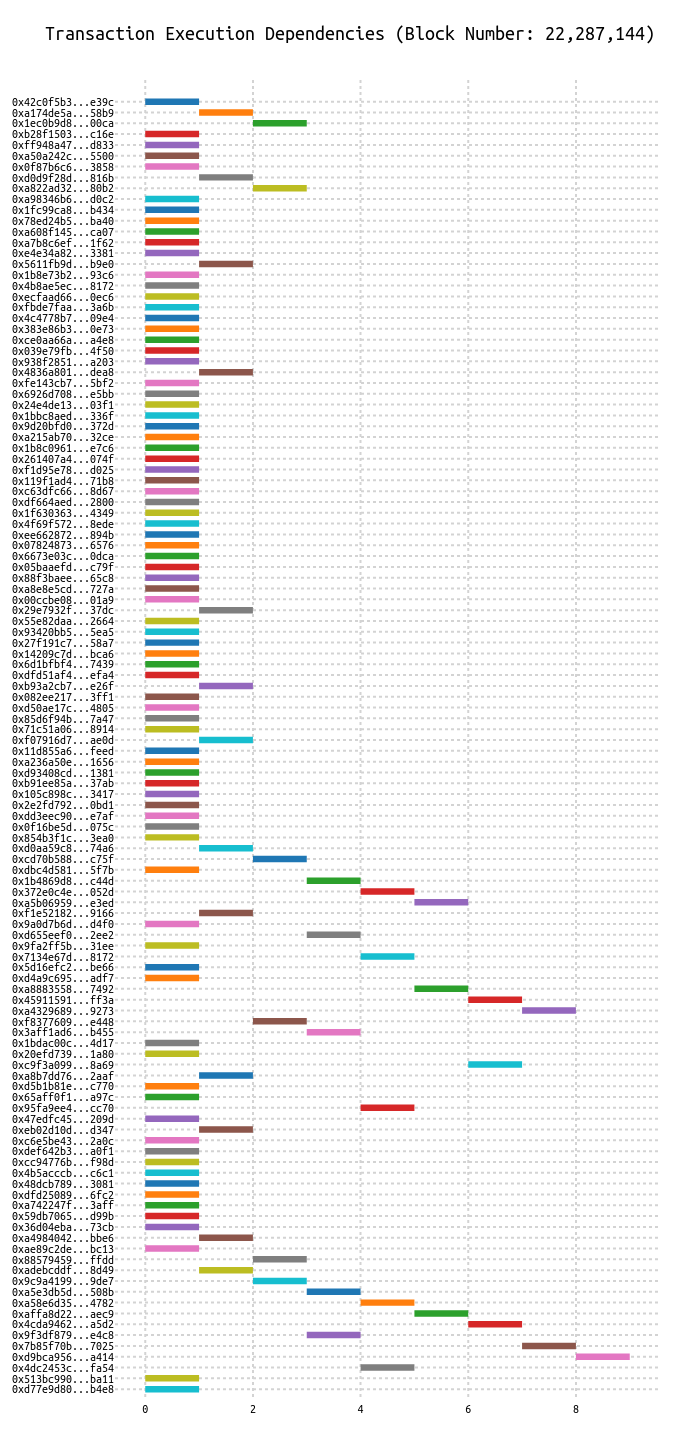 Transaction Execution Dependencies (Block Number: 22,287,144)
0x42c0f5b3...e39c
0xa174de5a...58b9
0x1ec0b9d8...00ca
0xb28f1503...c16e
0xff948a47...d833
0xa50a242c...5500
0x0f87b6c6...3858
0xd0d9f28d...816b
0xa822ad32...80b2
0xa98346b6...d0c2
0x1fc99ca8...b434
0x78ed24b5...ba40
0xa608f145...ca07
0xa7b8c6ef...1f62
0xe4e34a82...3381
0x5611fb9d...b9e0
0x1b8e73b2...93c6
0x4b8ae5ec...8172
0xecfaad66...0ec6
0xfbde7faa...3a6b
0x4c4778b7...09e4
0x383e86b3...0e73
0xce0aa66a...a4e8
0x039e79fb...4f50
0x938f2851...a203
0x4836a801...dea8
0xfe143cb7...5bf2
0x6926d708...e5bb
0x24e4de13...03f1
0x1bbc8aed...336f
0x9d20bfd0...372d
0xa215ab70...32ce
0x1b8c0961...e7c6
0x261407a4...074f
0xf1d95e78...d025
0x119f1ad4...71b8
0xc63dfc66...8d67
0xdf664aed...2800
0x1f630363...4349
0x4f69f572...8ede
0xee662872...894b
0x07824873...6576
0x6673e03c...0dca
0x05baaefd...c79f
0x88f3baee...65c8
0xa8e8e5cd...727a
0x00ccbe08...01a9
0x29e7932f...37dc
0x55e82daa...2664
0x93420bb5...5ea5
0x27f191c7...58a7
0x14209c7d...bca6
0x6d1bfbf4...7439
0xdfd51af4...efa4
0xb93a2cb7...e26f
0x082ee217...3ff1
0xd50ae17c...4805
0x85d6f94b...7a47
0x71c51a06...8914
0xf07916d7...ae0d
0x11d855a6...feed
0xa236a50e...1656
0xd93408cd...1381
0xb91ee85a...37ab
0x105c898c...3417
0x2e2fd792...0bd1
0xdd3eec90...e7af
0x0f16be5d...075c
0x854b3f1c...3ea0
0xd0aa59c8...74a6
0xcd70b588...c75f
0xdbc4d581...5f7b
0x1b4869d8...c44d
0x372e0c4e...052d
0xa5b06959...e3ed
0xf1e52182...9166
0x9a0d7b6d...d4f0
0xd655eef0...2ee2
0x9fa2ff5b...31ee
0x7134e67d...8172
0x5d16efc2...be66
0xd4a9c695...adf7
0xa8883558...7492
0x45911591...ff3a
0xa4329689...9273
0xf8377609...e448
0x3aff1ad6...b455
0x1bdac00c...4d17
0x20efd739...1a80
0xc9f3a099...8a69
0xa8b7dd76...2aaf
0xd5b1b81e...c770
0x65aff0f1...a97c
0x95fa9ee4...cc70
0x47edfc45...209d
0xeb02d10d...d347
0xc6e5be43...2a0c
0xdef642b3...a0f1
0xcc94776b...f98d
0x4b5acccb...c6c1
0x48dcb789...3081
0xdfd25089...6fc2
0xa742247f...3aff
0x59db7065...d99b
0x36d04eba...73cb
0xa4984042...bbe6
0xae89c2de...bc13
0x88579459...ffdd
0xadebcddf...8d49
0x9c9a4199...9de7
0xa5e3db5d...508b
0xa58e6d35...4782
0xaffa8d22...aec9
0x4cda9462...a5d2
0x9f3df879...e4c8
0x7b85f70b...7025
0xd9bca956...a414
0x4dc2453c...fa54
0x513bc990...ba11
0xd77e9d80...b4e8
0 2 4 6 8